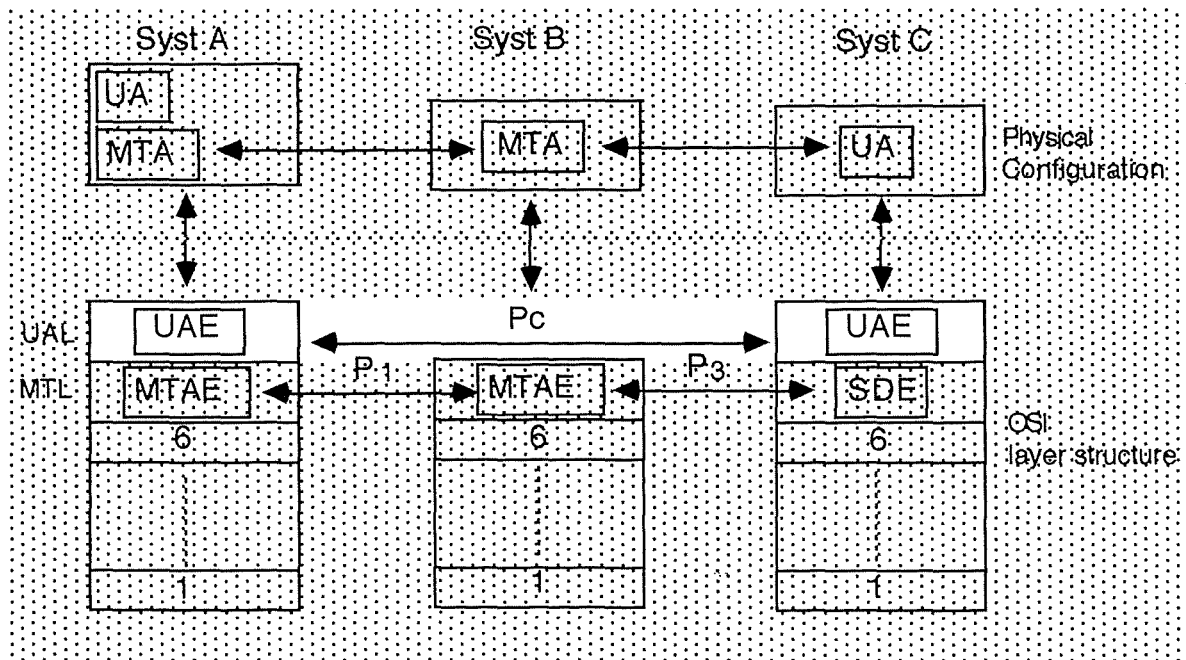 Syst A
Syst B
Syst C
UA
MTA
MTA
UA
Physical
Configuration
UAL
UAE
Pc
UAE
MTL
MTAE
P1
MTAE
P3
SDE
6
6
6
OSI
layer structure
1
1
1